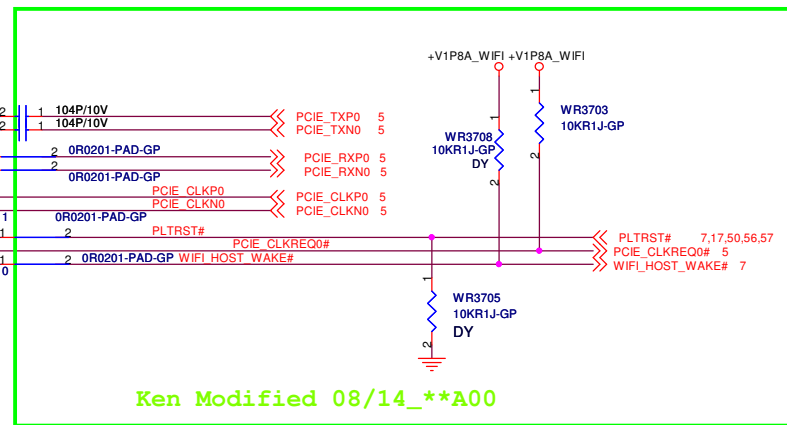 +V1P8A_WIFI +V1P8A_WIFI
2 1 104P/10V
2 1 104P/10V
PCIE_TXP0 5
PCIE_TXN0 5
1
WR3703
10KR1J-GP
2
1
WR3708
10KR1J-GP
DY
2
2 0R0201-PAD-GP
2
0R0201-PAD-GP
PCIE_RXP0 5
PCIE_RXN0 5
PCIE_CLKP0
PCIE_CLKN0
PCIE_CLKP0 5
PCIE_CLKN0 5
1 0R0201-PAD-GP
1 2 PLTRST#
PLTRST# 7,17,50,56,57
PCIE_CLKREQ0#
PCIE_CLKREQ0# 5
1 2 0R0201-PAD-GP WIFI_HOST_WAKE#
WIFI_HOST_WAKE# 7
0
1
WR3705
10KR1J-GP
DY
2
Ken Modified 08/14_**A00